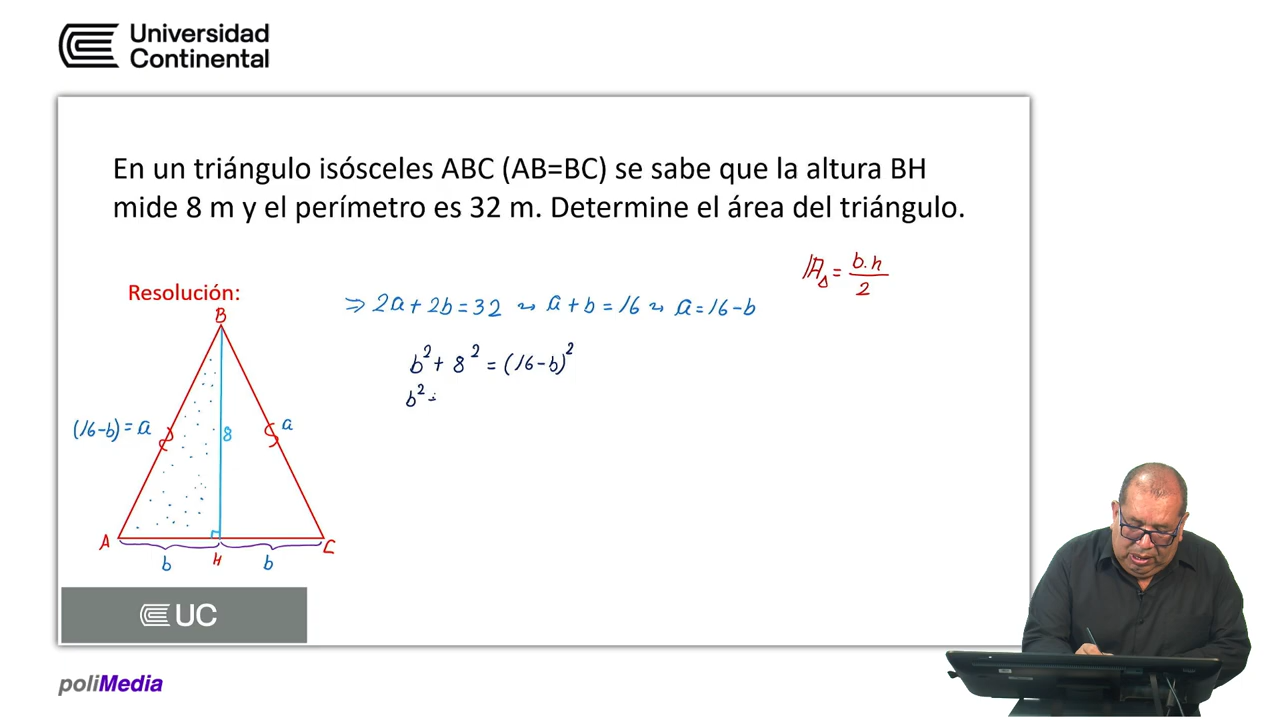 Universidad
Continental
En un triángulo isósceles ABC (AB=BC) se sabe que la altura BH
mide 8 m y el perímetro es 32 m. Determine el área del triángulo.
A△ = b.h / 2
Resolución:
⇒ 2a + 2b = 32 ~ a + b = 16 ~ a = 16 - b
B
b² + 8² = (16 - b)²
b² +
(16-b) = a
8
a
A
H
C
b
b
UC
poliMedia